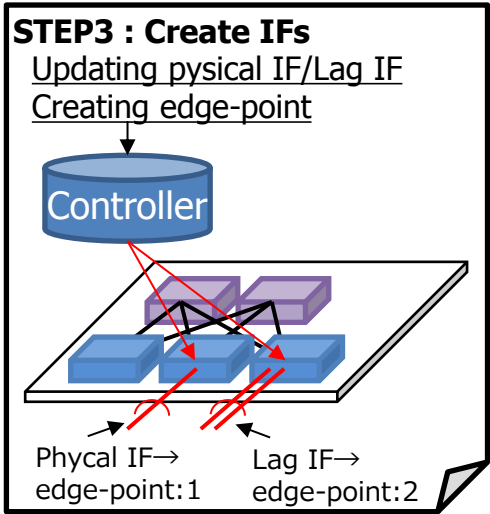 STEP3 : Create IFs
Updating pysical IF/Lag IF
Creating edge-point
Controller
Phycal IF→
edge-point:1
Lag IF→
edge-point:2